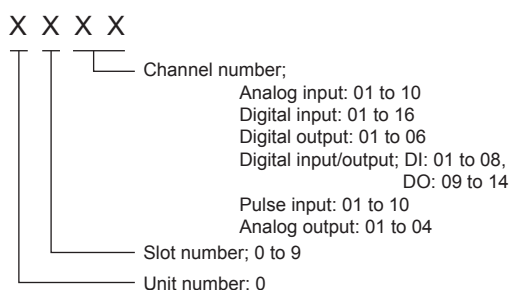 X X X X
Channel number;
Analog input: 01 to 10
Digital input: 01 to 16
Digital output: 01 to 06
Digital input/output; DI: 01 to 08,
DO: 09 to 14
Pulse input: 01 to 10
Analog output: 01 to 04
Slot number; 0 to 9
Unit number; 0